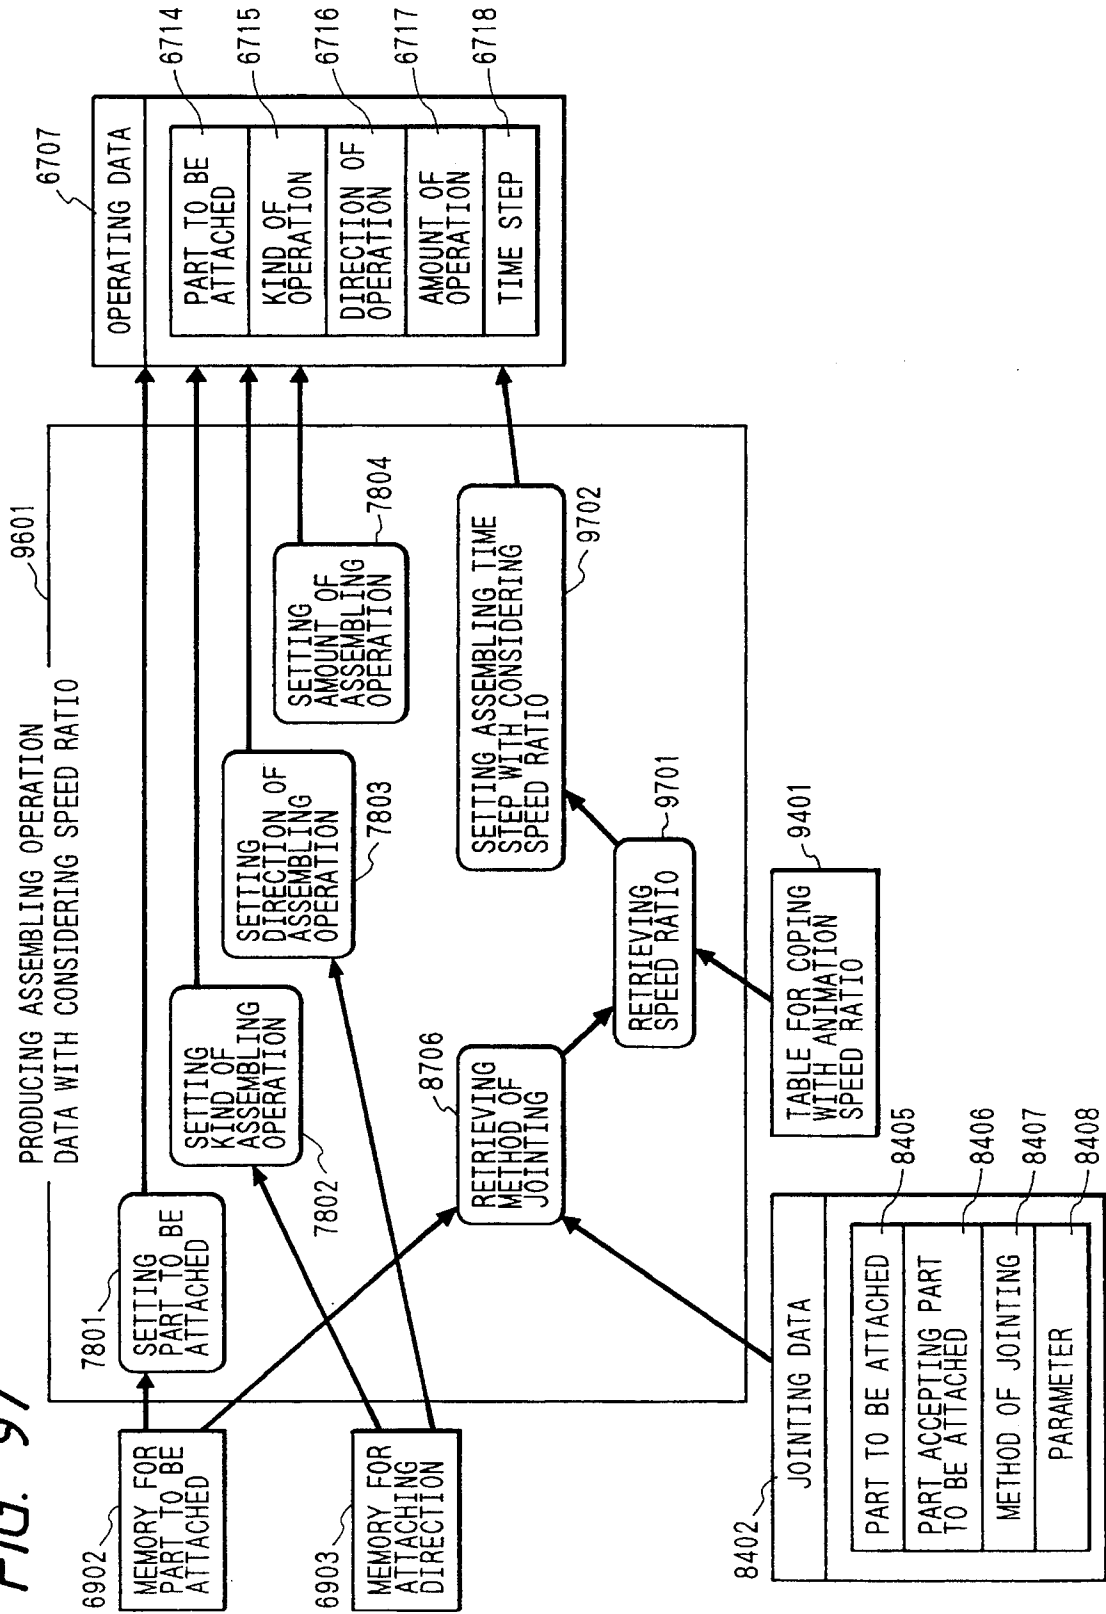 FIG. 97
PRODUCING ASSEMBLING OPERATION
DATA WITH CONSIDERING SPEED RATIO
9601
6902
MEMORY FOR
PART TO BE
ATTACHED
7801
SETTING
PART TO BE
ATTACHED
6903
MEMORY FOR
ATTACHING
DIRECTION
SETTING
KIND OF
ASSEMBLING
OPERATION
7802
SETTING
DIRECTION OF
ASSEMBLING
OPERATION
7803
SETTING
AMOUNT OF
ASSEMBLING
OPERATION
7804
8706
RETRIEVING
METHOD OF
JOINTING
RETRIEVING
SPEED RATIO
9701
SETTING ASSEMBLING TIME
STEP WITH CONSIDERING
SPEED RATIO
9702
6707
OPERATING DATA
PART TO BE
ATTACHED
6714
KIND OF
OPERATION
6715
DIRECTION OF
OPERATION
6716
AMOUNT OF
OPERATION
6717
TIME STEP
6718
8402
JOINTING DATA
PART TO BE ATTACHED
8405
PART ACCEPTING PART
TO BE ATTACHED
8406
METHOD OF JOINTING
8407
PARAMETER
8408
TABLE FOR COPING
WITH ANIMATION
SPEED RATIO
9401